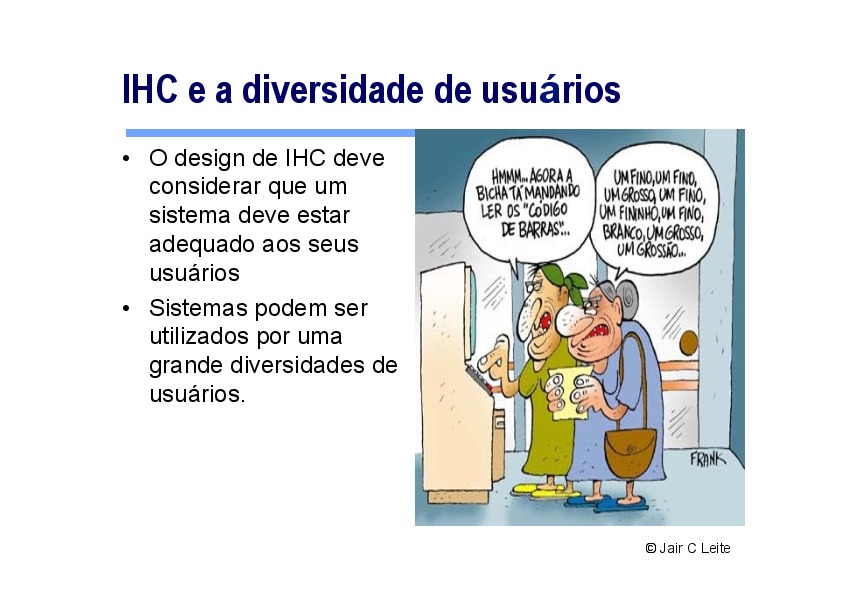 IHC e a diversidade de usuários
• O design de IHC deve
considerar que um
sistema deve estar
adequado aos seus
usuários
• Sistemas podem ser
utilizados por uma
grande diversidades de
usuários.
HMMM...AGORA A
BICHA TÁ MANDANDO
LER OS "CODIGO
DE BARRAS"...
UM FINO, UM FINO,
UM GROSSO, UM FINO,
UM FININHO, UM FINO,
BRANCO, UM GROSSO,
UM GROSSÃO...
FRANK
© Jair C Leite